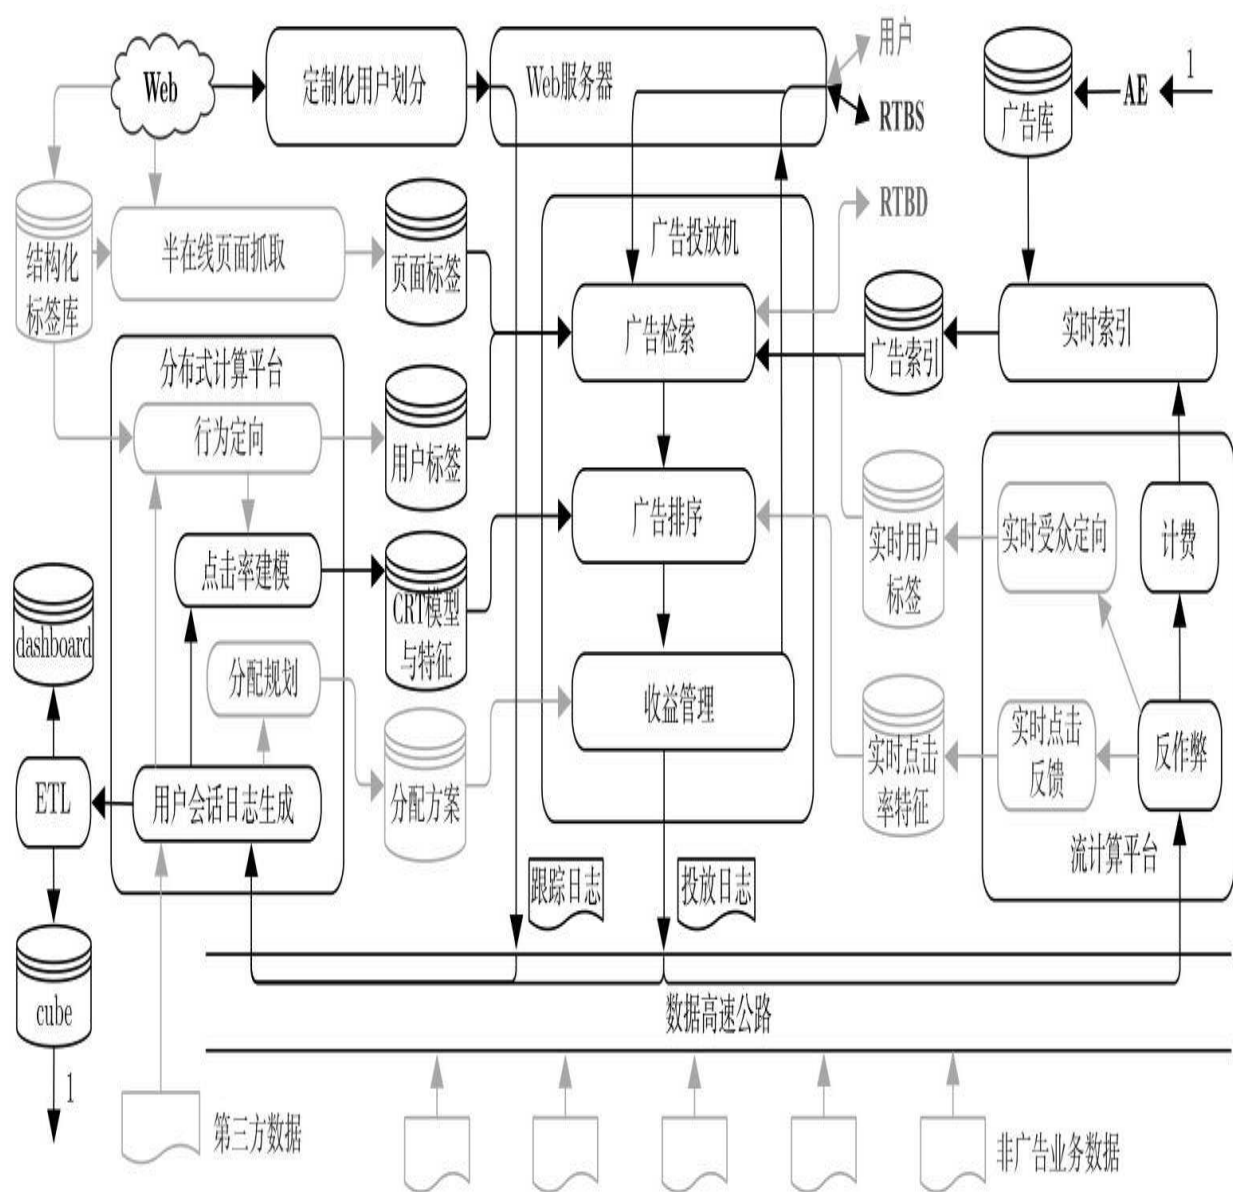 Web
定制化用户划分
Web服务器
用户
RTBS
广告库
AE
1
RTBD
结构化
标签库
半在线页面抓取
页面标签
广告投放机
广告检索
广告索引
实时索引
分布式计算平台
行为定向
用户标签
广告排序
实时用户
标签
实时受众定向
计费
点击率建模
CRT模型
与特征
dashboard
分配规划
收益管理
实时点击
率特征
实时点击
反馈
反作弊
ETL
用户会话日志生成
分配方案
流计算平台
跟踪日志
投放日志
cube
数据高速公路
1
第三方数据
非广告业务数据